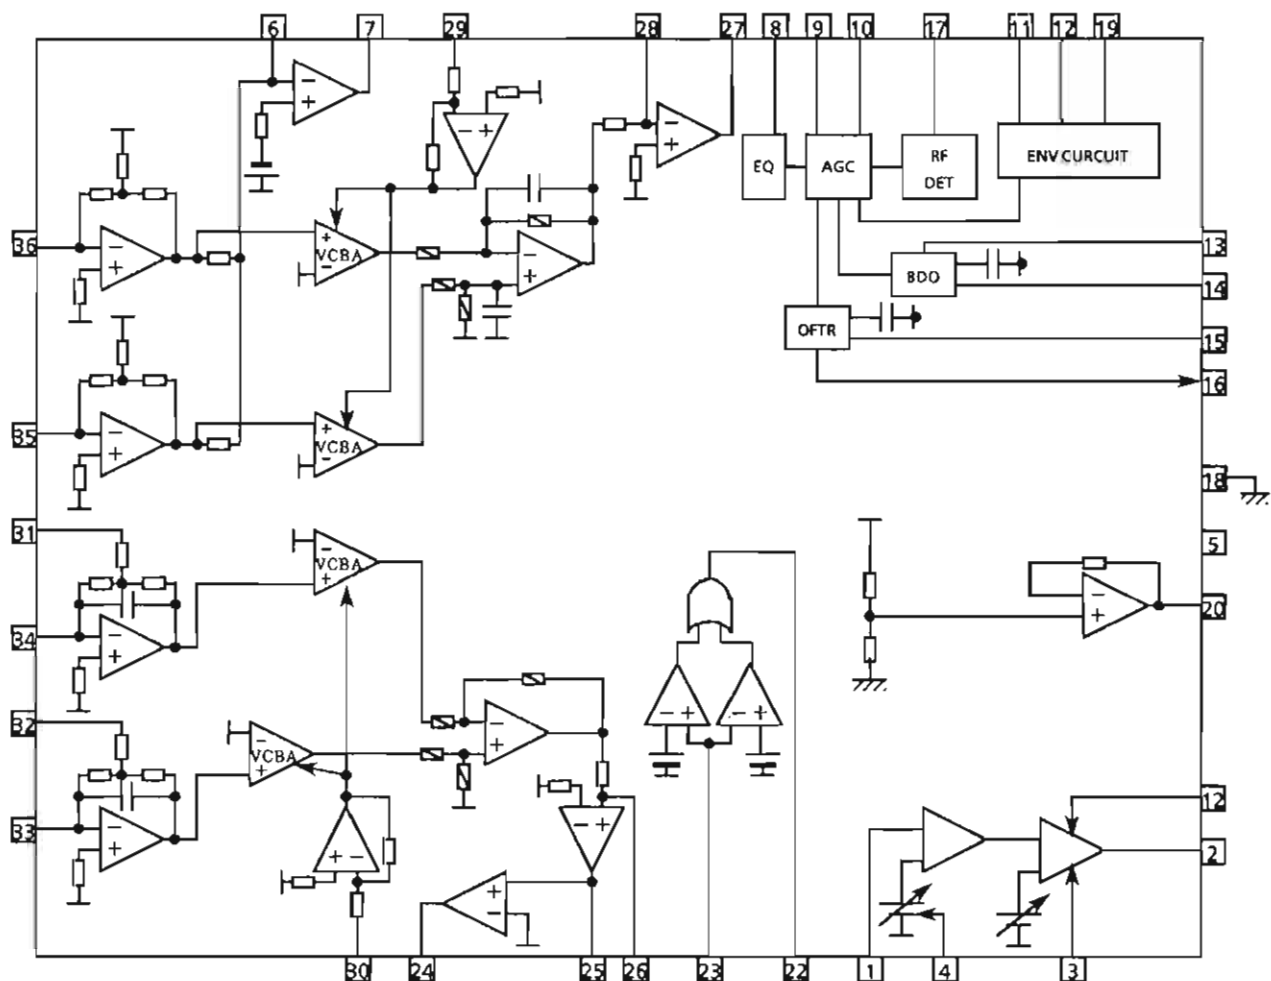 6 7 29 28 27 8 9 10 17 11 12 19
− +
− +
− +
EQ AGC RF DET ENV CURCUIT
36 − + + VCBA − − + 13
BDO 14
OFTR 15
16
35 − + + VCBA − 18
31 − VCBA + 5
34 − + − + 20
− + − +
32 − VCBA + − +
33 − + + − − + 12
+ − 2
30 24 25 26 23 22 1 4 3